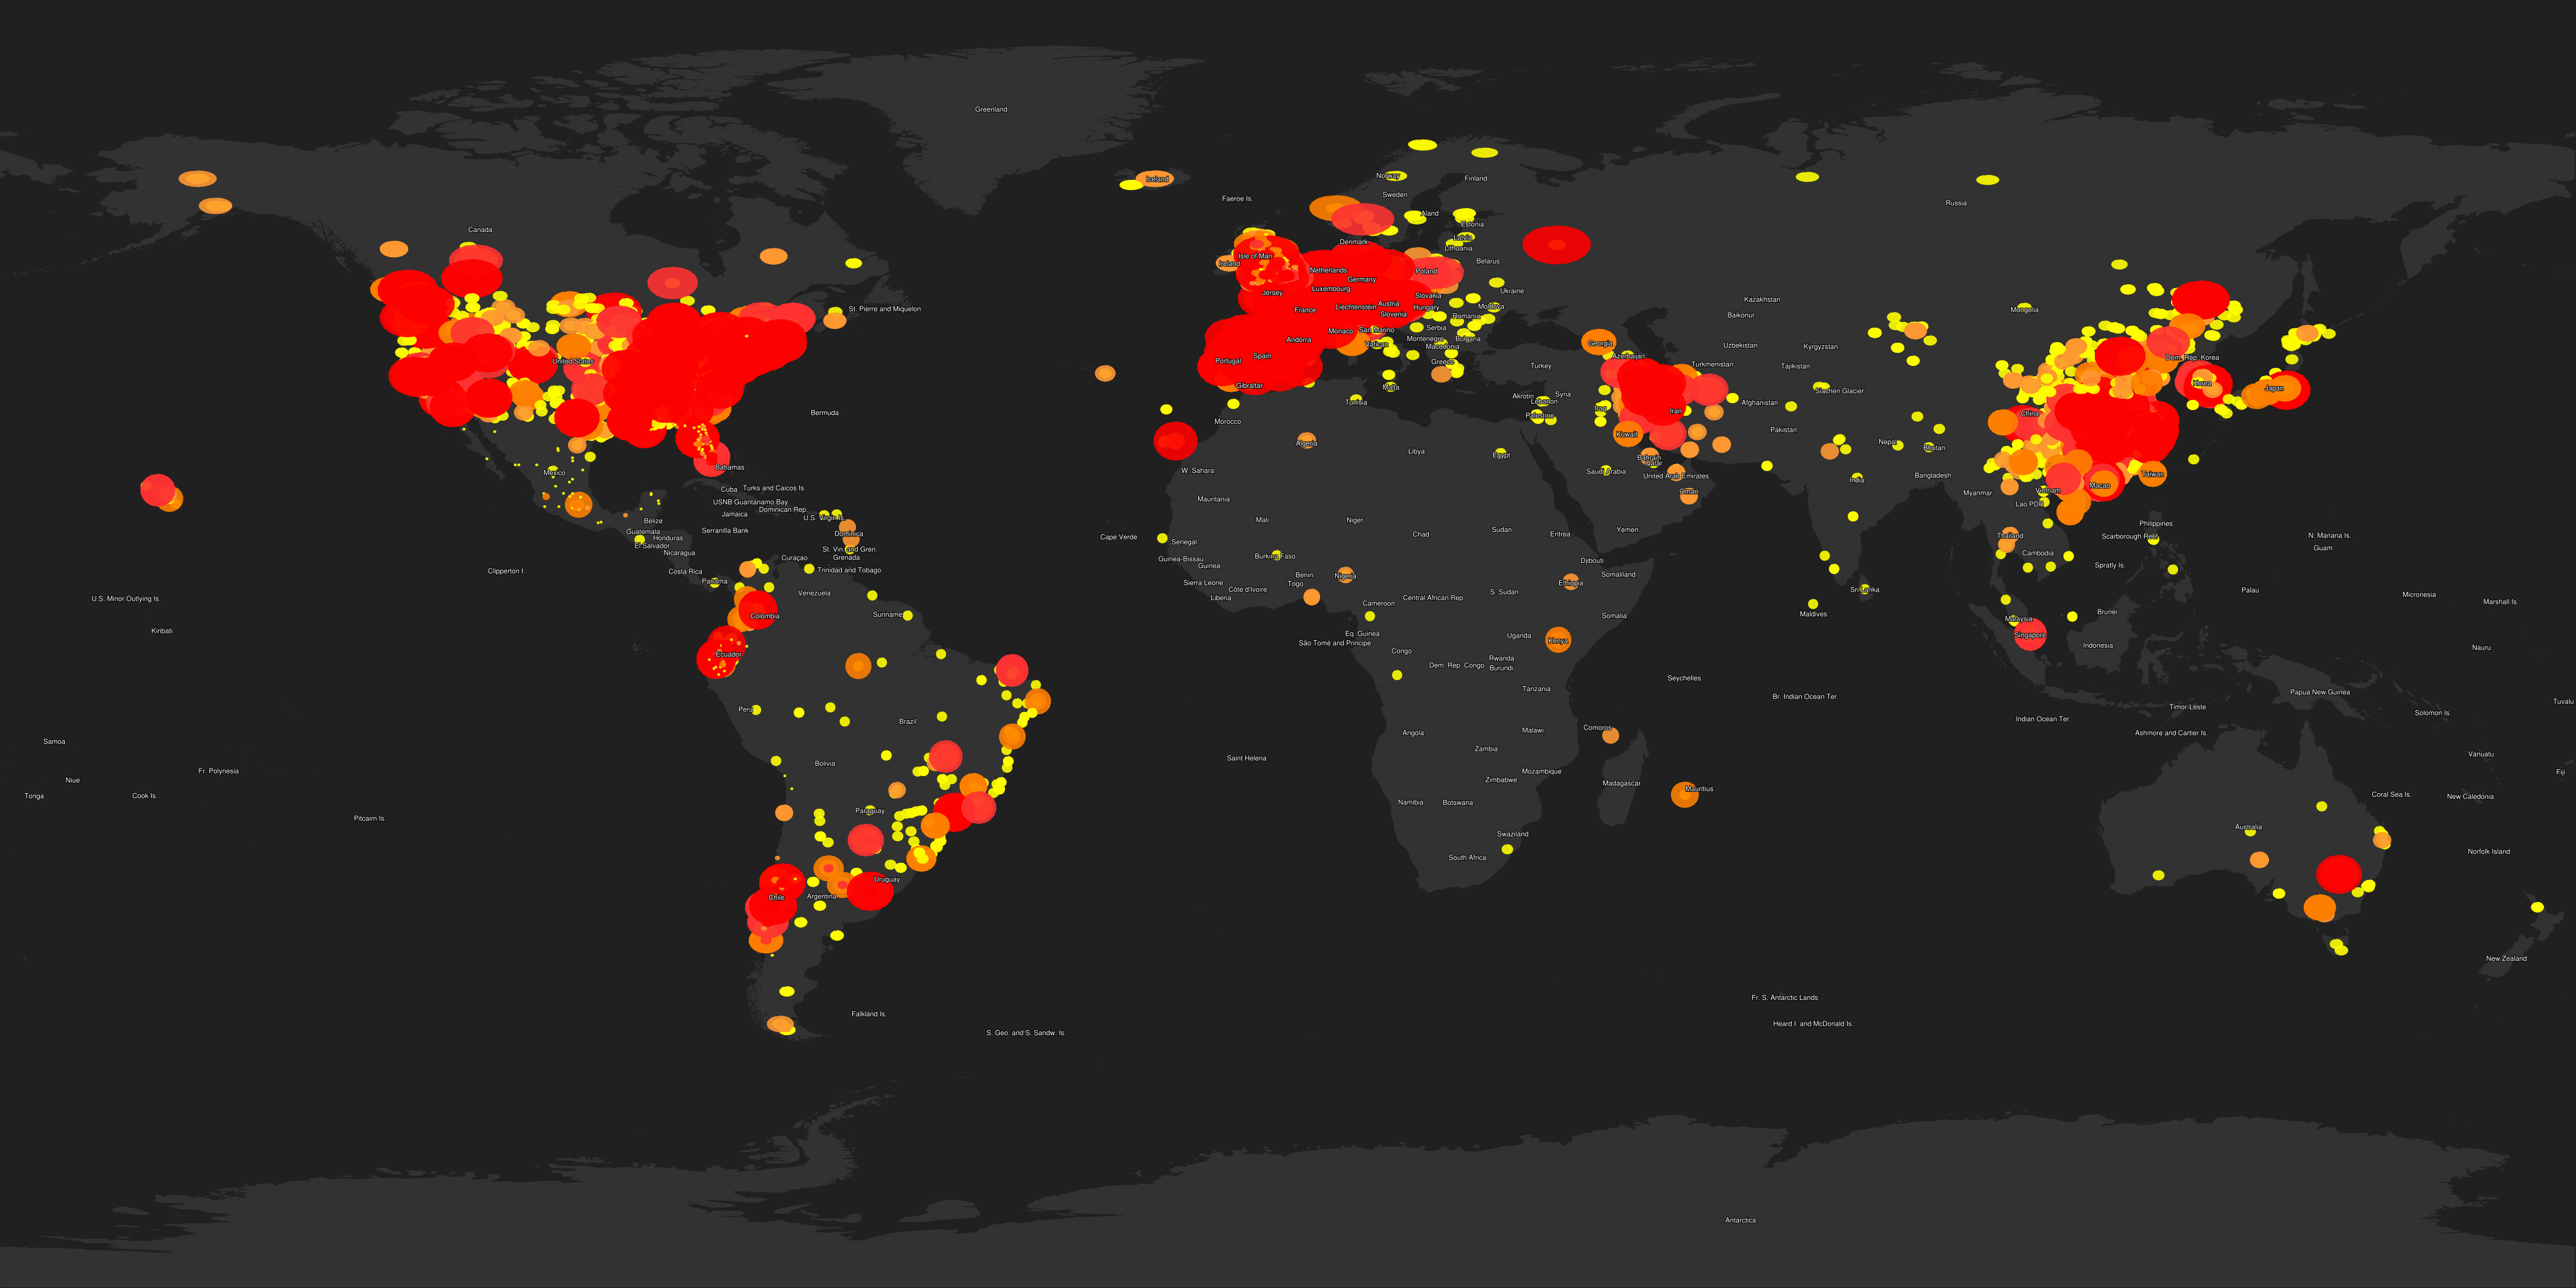 Greenland
Iceland
Norway
Finland
Sweden
Faeroe Is.
Russia
Canada
Aland
Estonia
Latvia
Lithuania
Denmark
Isle of Man
Ireland
Belarus
Netherlands
Poland
Germany
Luxembourg
Jersey
Ukraine
Slovakia
Kazakhstan
Austria
Liechtenstein
Hungary
Moldova
St. Pierre and Miquelon
France
Slovenia
Romania
Mongolia
Baikonur
Serbia
Monaco
San Marino
Andorra
Montenegro
Bulgaria
Vatican
Macedonia
Georgia
Uzbekistan
Kyrgyzstan
Azerbaijan
Dem. Rep. Korea
Spain
Portugal
United States
Greece
Turkey
Turkmenistan
Tajikistan
Korea
Gibraltar
Malta
Japan
Siachen Glacier
Syria
Akrotiri
Lebanon
Tunisia
Afghanistan
Iraq
Iran
Bermuda
Palestine
China
Morocco
Pakistan
Kuwait
Algeria
Nepal
Bhutan
Libya
Egypt
Bahrain
Qatar
Bahamas
W. Sahara
Mexico
Saudi Arabia
United Arab Emirates
Taiwan
Bangladesh
India
Macao
Cuba
Turks and Caicos Is.
Vietnam
Oman
Myanmar
Mauritania
USNB Guantanamo Bay
Lao PDR
Dominican Rep.
Jamaica
U.S. Virgin Is.
Mali
Niger
Belize
Philippines
Sudan
Yemen
Guatemala
Serranilla Bank
Dominica
Chad
Eritrea
Thailand
Scarborough Reef
N. Mariana Is.
Honduras
Cape Verde
Senegal
El Salvador
Guam
St. Vin. and Gren.
Nicaragua
Cambodia
Burkina Faso
Grenada
Curaçao
Guinea-Bissau
Djibouti
Guinea
Spratly Is.
Clipperton I.
Costa Rica
Trinidad and Tobago
Benin
Nigeria
Somaliland
Panama
Sierra Leone
Togo
Ethiopia
Côte d'Ivoire
Sri Lanka
Palau
Venezuela
S. Sudan
Micronesia
U.S. Minor Outlying Is.
Liberia
Central African Rep.
Marshall Is.
Cameroon
Brunei
Maldives
Suriname
Colombia
Somalia
Malaysia
Kiribati
Eq. Guinea
Singapore
Uganda
Kenya
São Tomé and Principe
Indonesia
Nauru
Congo
Ecuador
Rwanda
Dem. Rep. Congo
Burundi
Seychelles
Tanzania
Papua New Guinea
Br. Indian Ocean Ter.
Tuvalu
Timor-Leste
Peru
Solomon Is.
Indian Ocean Ter.
Brazil
Comoros
Malawi
Angola
Ashmore and Cartier Is.
Samoa
Zambia
Vanuatu
Saint Helena
Bolivia
Fr. Polynesia
Mozambique
Fiji
Niue
Zimbabwe
Madagascar
Mauritius
Coral Sea Is.
Tonga
Cook Is.
New Caledonia
Namibia
Botswana
Paraguay
Pitcairn Is.
Australia
Swaziland
Norfolk Island
South Africa
Uruguay
Chile
Argentina
New Zealand
Fr. S. Antarctic Lands
Falkland Is.
Heard I. and McDonald Is.
S. Geo. and S. Sandw. Is.
Antarctica